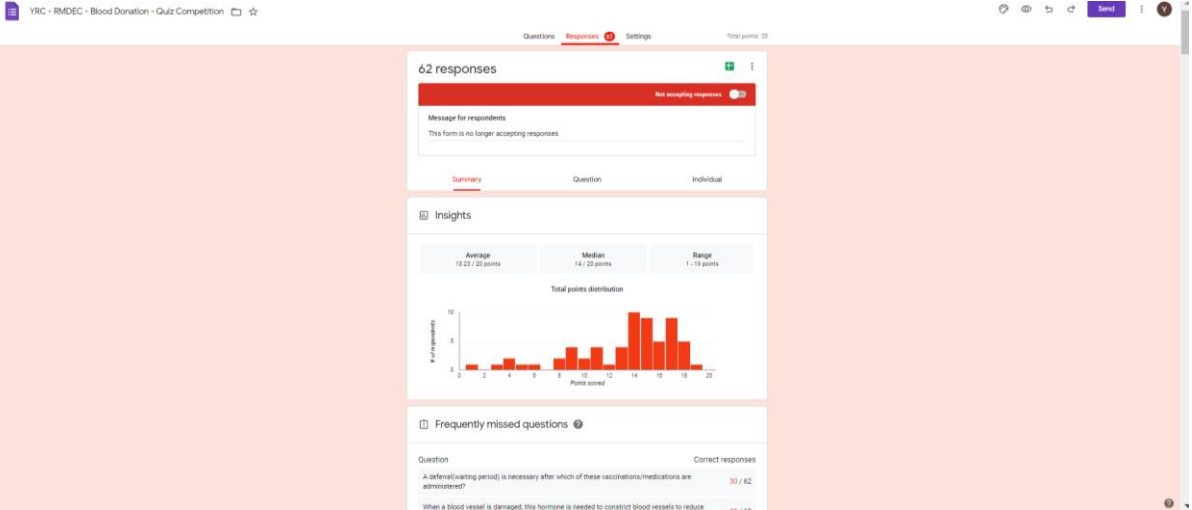 YRC - RMDEC - Blood Donation - Quiz Competition
Send
Y
Questions Responses 62 Settings
Total points: 20
62 responses
Not accepting responses
Message for respondents
This form is no longer accepting responses
Summary Question Individual
Insights
Average Median Range
13.23 / 20 points 14 / 20 points 1 - 19 points
Total points distribution
# of respondents
10
5
0
0 2 4 6 8 10 12 14 16 18 20
Points scored
Frequently missed questions
Question Correct responses
A deferral(waiting period) is necessary after which of these vaccinations/medications are
administered?
30 / 62
When a blood vessel is damaged, this hormone is needed to constrict blood vessels to reduce